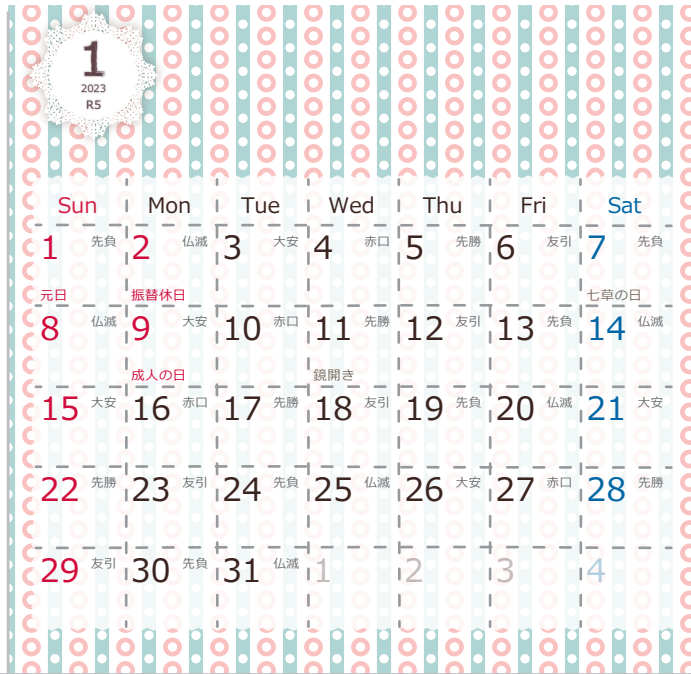 1
2023
R5
Sun Mon Tue Wed Thu Fri Sat
1 先負 2 仏滅 3 大安 4 赤口 5 先勝 6 友引 7 先負
元日 振替休日 七草の日
8 仏滅 9 大安 10 赤口 11 先勝 12 友引 13 先負 14 仏滅
成人の日 鏡開き
15 大安 16 赤口 17 先勝 18 友引 19 先負 20 仏滅 21 大安
22 先勝 23 友引 24 先負 25 仏滅 26 大安 27 赤口 28 先勝
29 友引 30 先負 31 仏滅 1 2 3 4